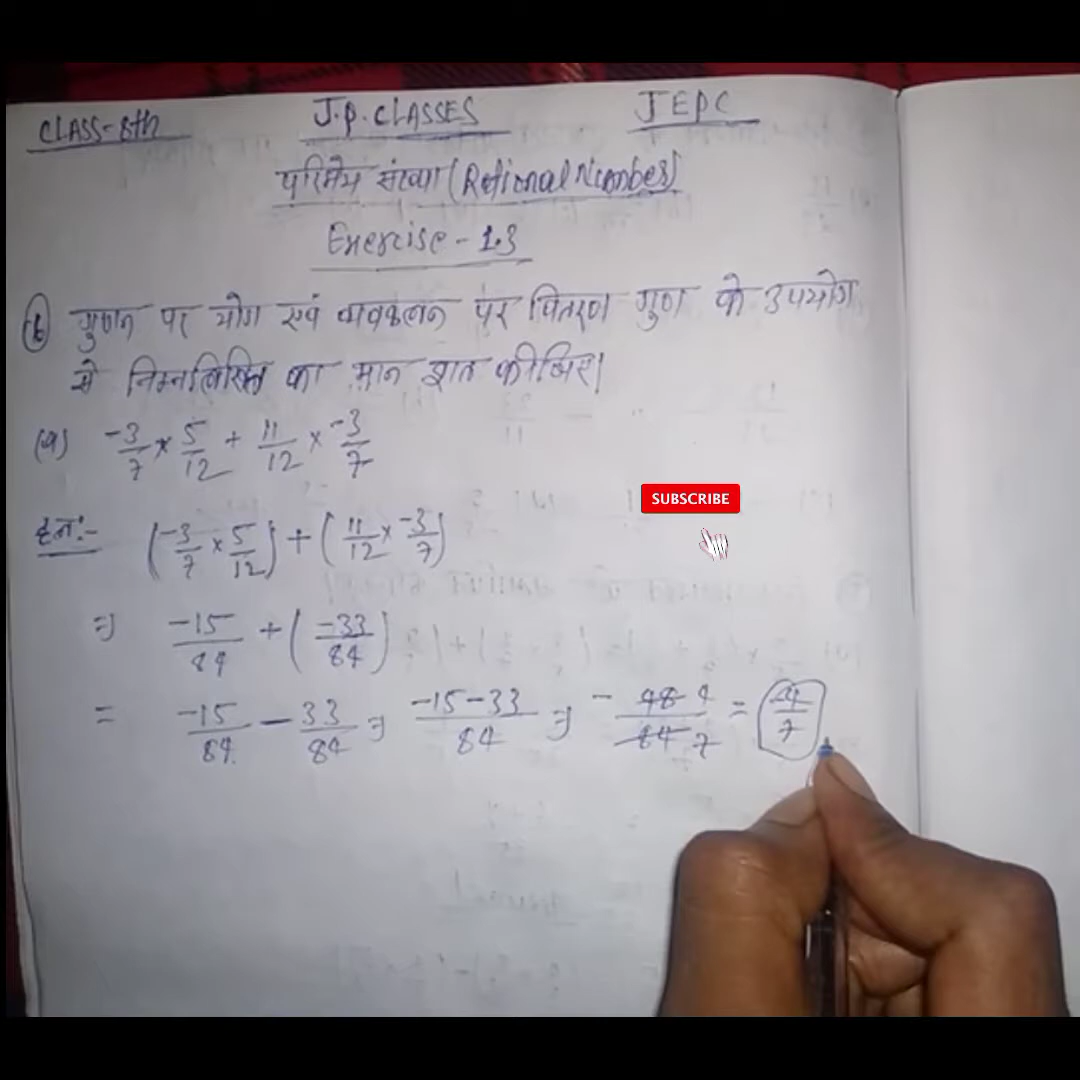 CLASS-8th J.P. CLASSES JEPC
परिमेय संख्या (Rational Number)
Exercise - 1.3
⑥ गुणन पर योग एवं व्यवकलन पर वितरण गुण के उपयोग
से निम्नलिखित का मान ज्ञात कीजिए।
(a) -3/7 × 5/12 + 11/12 × -3/7
SUBSCRIBE
हल:- (-3/7 × 5/12) + (11/12 × -3/7)
⇒ -15/84 + (-33/84)
= -15/84 - 33/84 ⇒ -15-33/84 ⇒ - 48 4/84 7 = -4/7